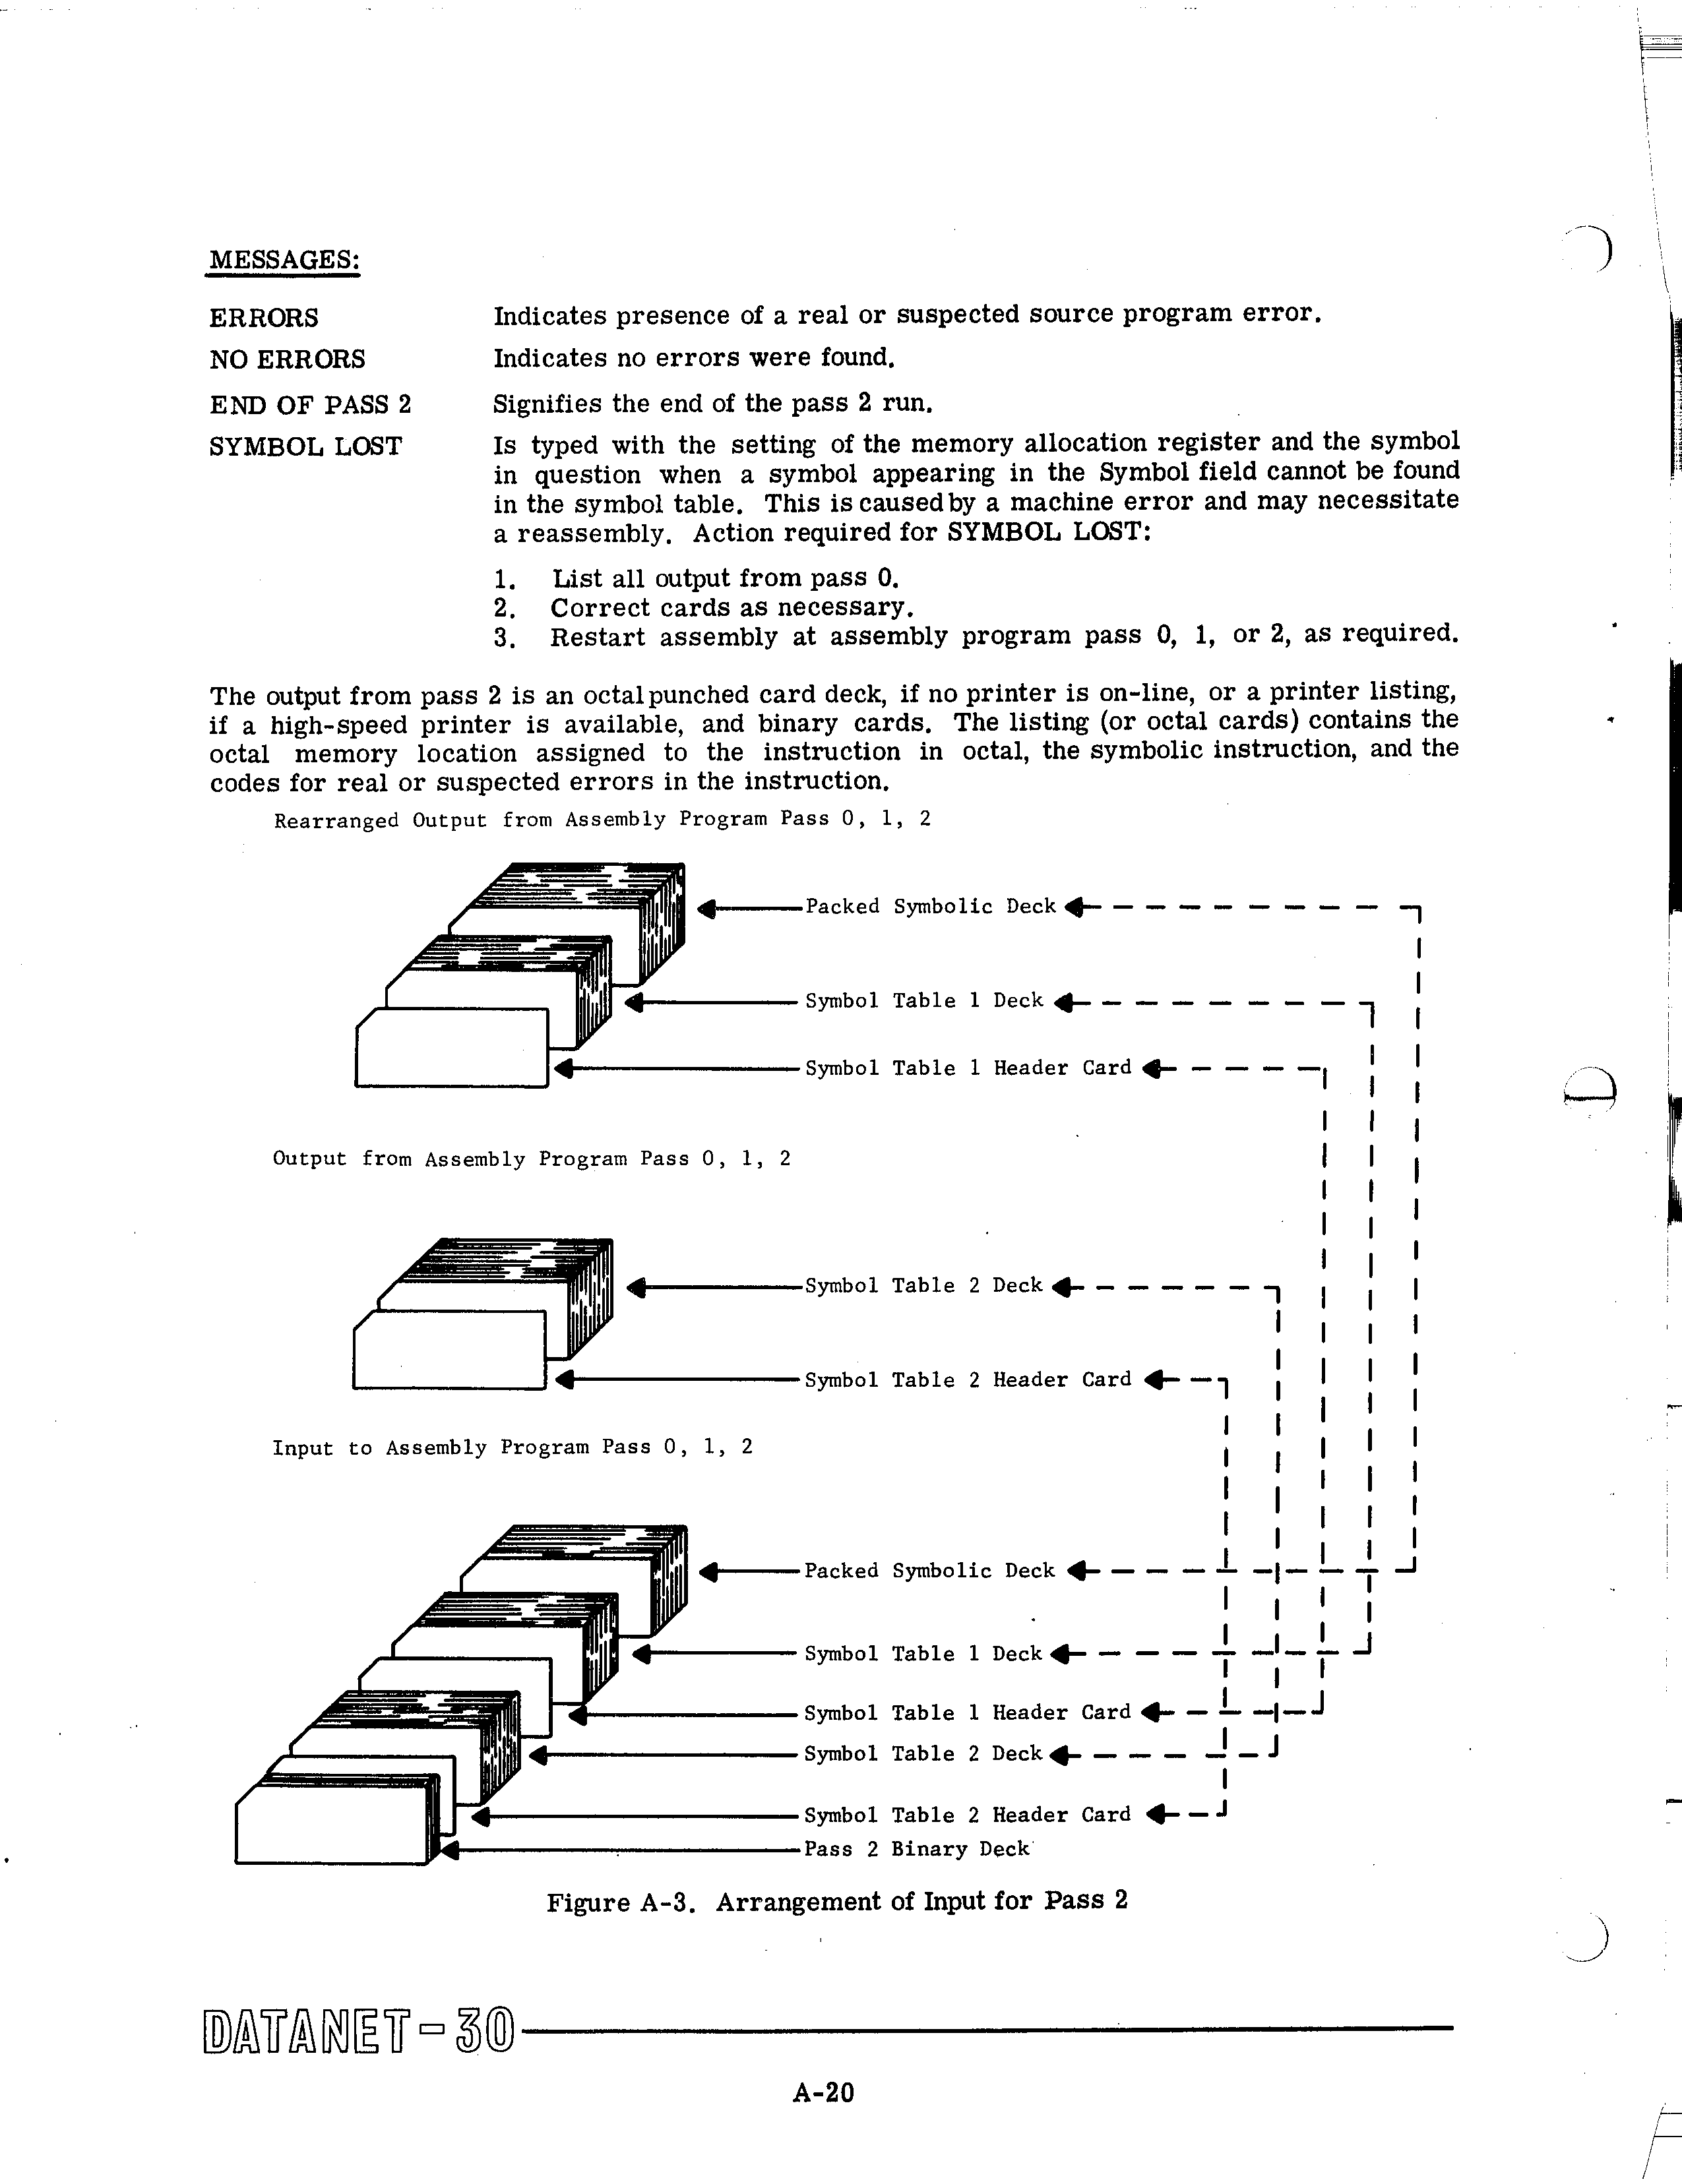 MESSAGES:
ERRORS Indicates presence of a real or suspected source program error.
NO ERRORS Indicates no errors were found.
END OF PASS 2 Signifies the end of the pass 2 run.
SYMBOL LOST Is typed with the setting of the memory allocation register and the symbol
in question when a symbol appearing in the Symbol field cannot be found
in the symbol table. This is caused by a machine error and may necessitate
a reassembly. Action required for SYMBOL LOST:
1. List all output from pass 0.
2. Correct cards as necessary.
3. Restart assembly at assembly program pass 0, 1, or 2, as required.
The output from pass 2 is an octal punched card deck, if no printer is on-line, or a printer listing,
if a high-speed printer is available, and binary cards. The listing (or octal cards) contains the
octal memory location assigned to the instruction in octal, the symbolic instruction, and the
codes for real or suspected errors in the instruction.
Rearranged Output from Assembly Program Pass 0, 1, 2
Packed Symbolic Deck
Symbol Table 1 Deck
Symbol Table 1 Header Card
Output from Assembly Program Pass 0, 1, 2
Symbol Table 2 Deck
Symbol Table 2 Header Card
Input to Assembly Program Pass 0, 1, 2
Packed Symbolic Deck
Symbol Table 1 Deck
Symbol Table 1 Header Card
Symbol Table 2 Deck
Symbol Table 2 Header Card
Pass 2 Binary Deck
Figure A-3. Arrangement of Input for Pass 2
DATANET-30
A-20